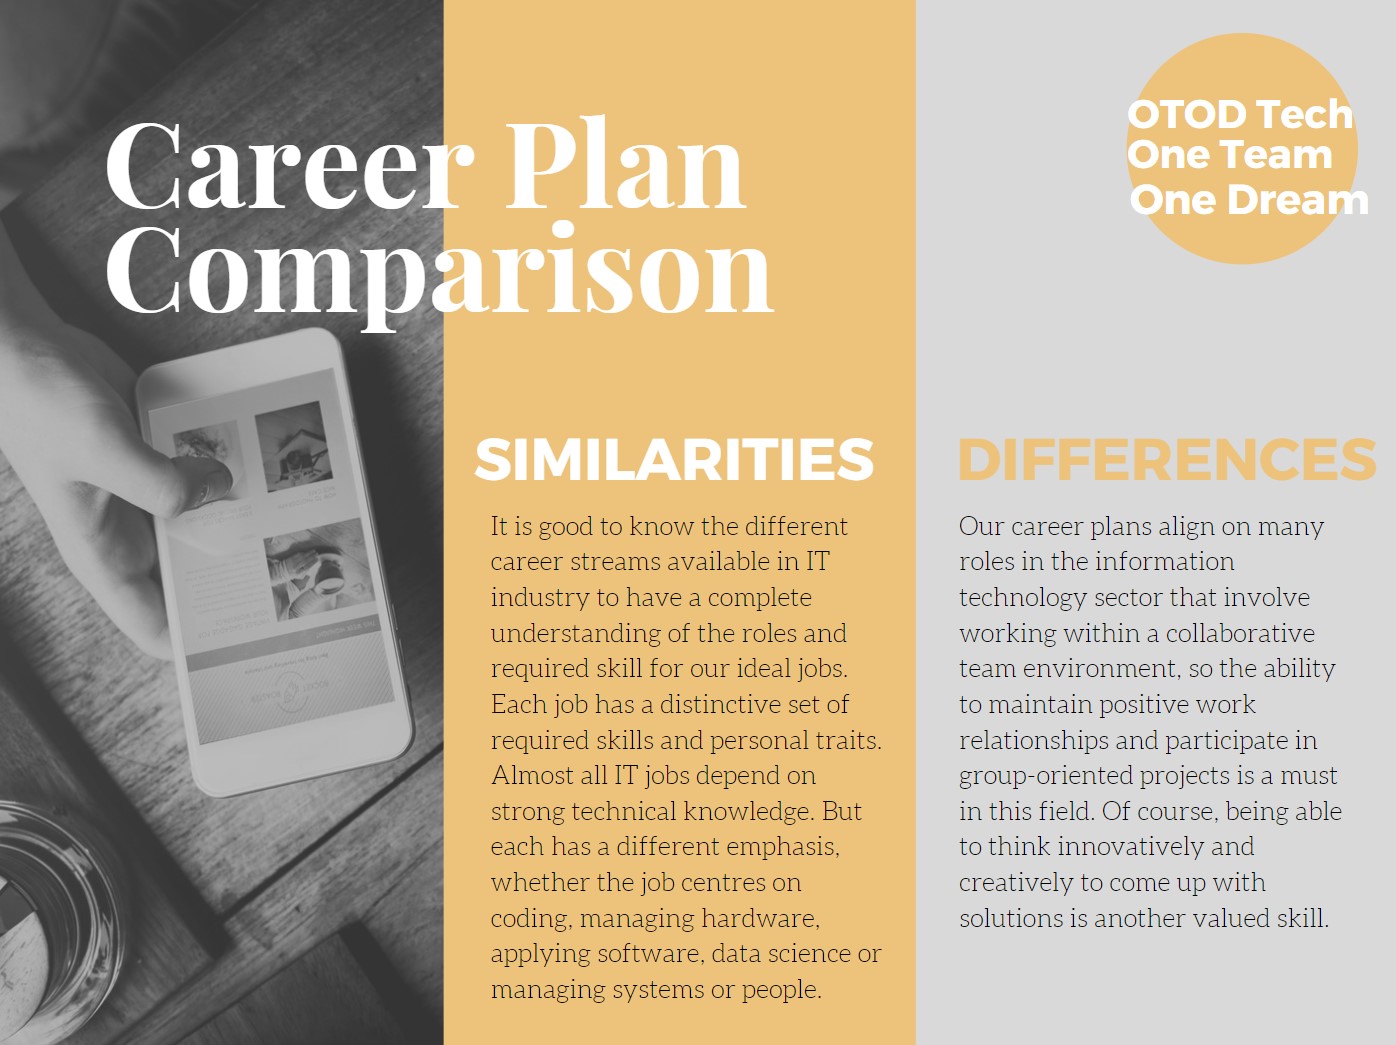 Career Plan
Comparison
OTOD Tech
One Team
One Dream
SIMILARITIES
It is good to know the different
career streams available in IT
industry to have a complete
understanding of the roles and
required skill for our ideal jobs.
Each job has a distinctive set of
required skills and personal traits.
Almost all IT jobs depend on
strong technical knowledge. But
each has a different emphasis,
whether the job centres on
coding, managing hardware,
applying software, data science or
managing systems or people.
DIFFERENCES
Our career plans align on many
roles in the information
technology sector that involve
working within a collaborative
team environment, so the ability
to maintain positive work
relationships and participate in
group-oriented projects is a must
in this field. Of course, being able
to think innovatively and
creatively to come up with
solutions is another valued skill.